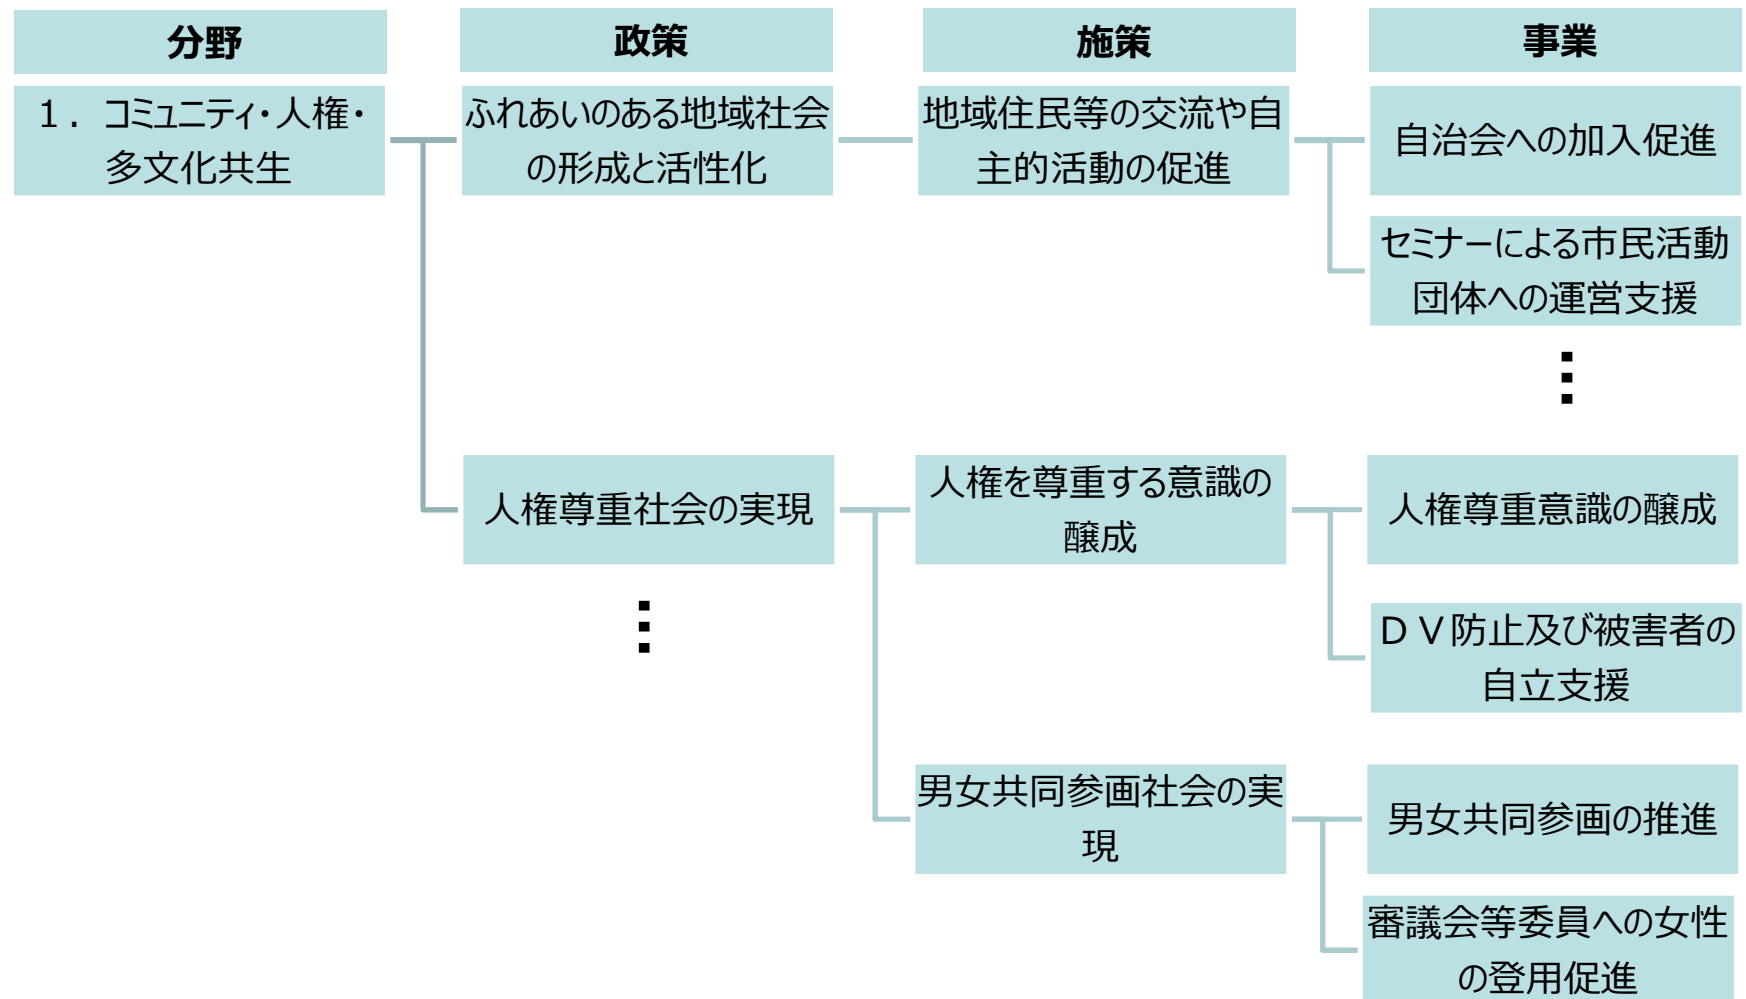 分野
政策
施策
事業
１．コミュニティ・人権・
多文化共生
ふれあいのある地域社会
の形成と活性化
地域住民等の交流や自
主的活動の促進
自治会への加入促進
セミナーによる市民活動
団体への運営支援
人権尊重社会の実現
人権を尊重する意識の
醸成
人権尊重意識の醸成
ＤＶ防止及び被害者の
自立支援
男女共同参画社会の実
現
男女共同参画の推進
審議会等委員への女性
の登用促進